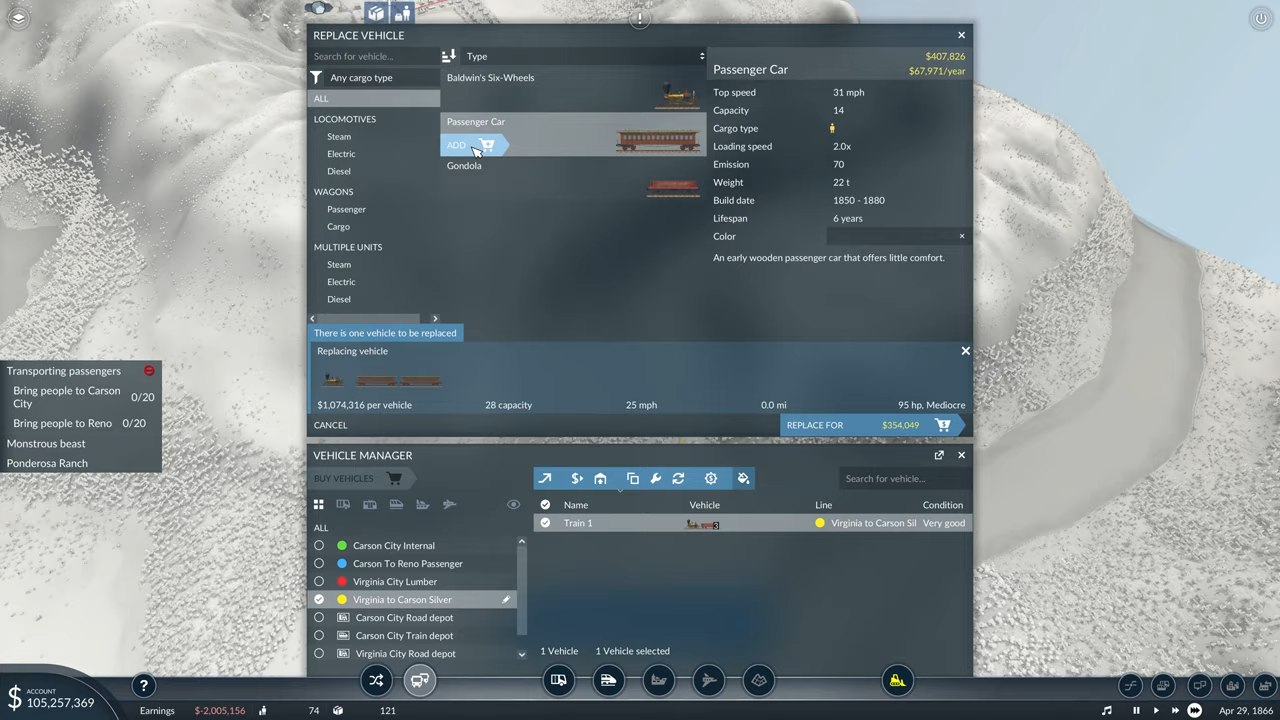 REPLACE VEHICLE
Search for vehicle...
Type
Any cargo type
ALL
LOCOMOTIVES
Steam
Electric
Diesel
WAGONS
Passenger
Cargo
MULTIPLE UNITS
Steam
Electric
Diesel
Baldwin's Six-Wheels
Passenger Car
ADD
Gondola
$407,826
Passenger Car
$67,971/year
Top speed 31 mph
Capacity 14
Cargo type
Loading speed 2.0x
Emission 70
Weight 22 t
Build date 1850 - 1880
Lifespan 6 years
Color
An early wooden passenger car that offers little comfort.
There is one vehicle to be replaced
Replacing vehicle
$1,074,316 per vehicle 28 capacity 25 mph 0.0 mi 95 hp, Mediocre
CANCEL
REPLACE FOR $354,049
Transporting passengers
Bring people to Carson
City 0/20
Bring people to Reno 0/20
Monstrous beast
Ponderosa Ranch
VEHICLE MANAGER
BUY VEHICLES
Search for vehicle...
ALL
Carson City Internal
Carson To Reno Passenger
Virginia City Lumber
Virginia to Carson Silver
Carson City Road depot
Carson City Train depot
Virginia City Road depot
Name Vehicle Line Condition
Train 1 3 Virginia to Carson Sil Very good
1 Vehicle 1 Vehicle selected
$ ACCOUNT
105,257,369
?
Earnings $-2,005,156 74 121
Apr 29, 1866